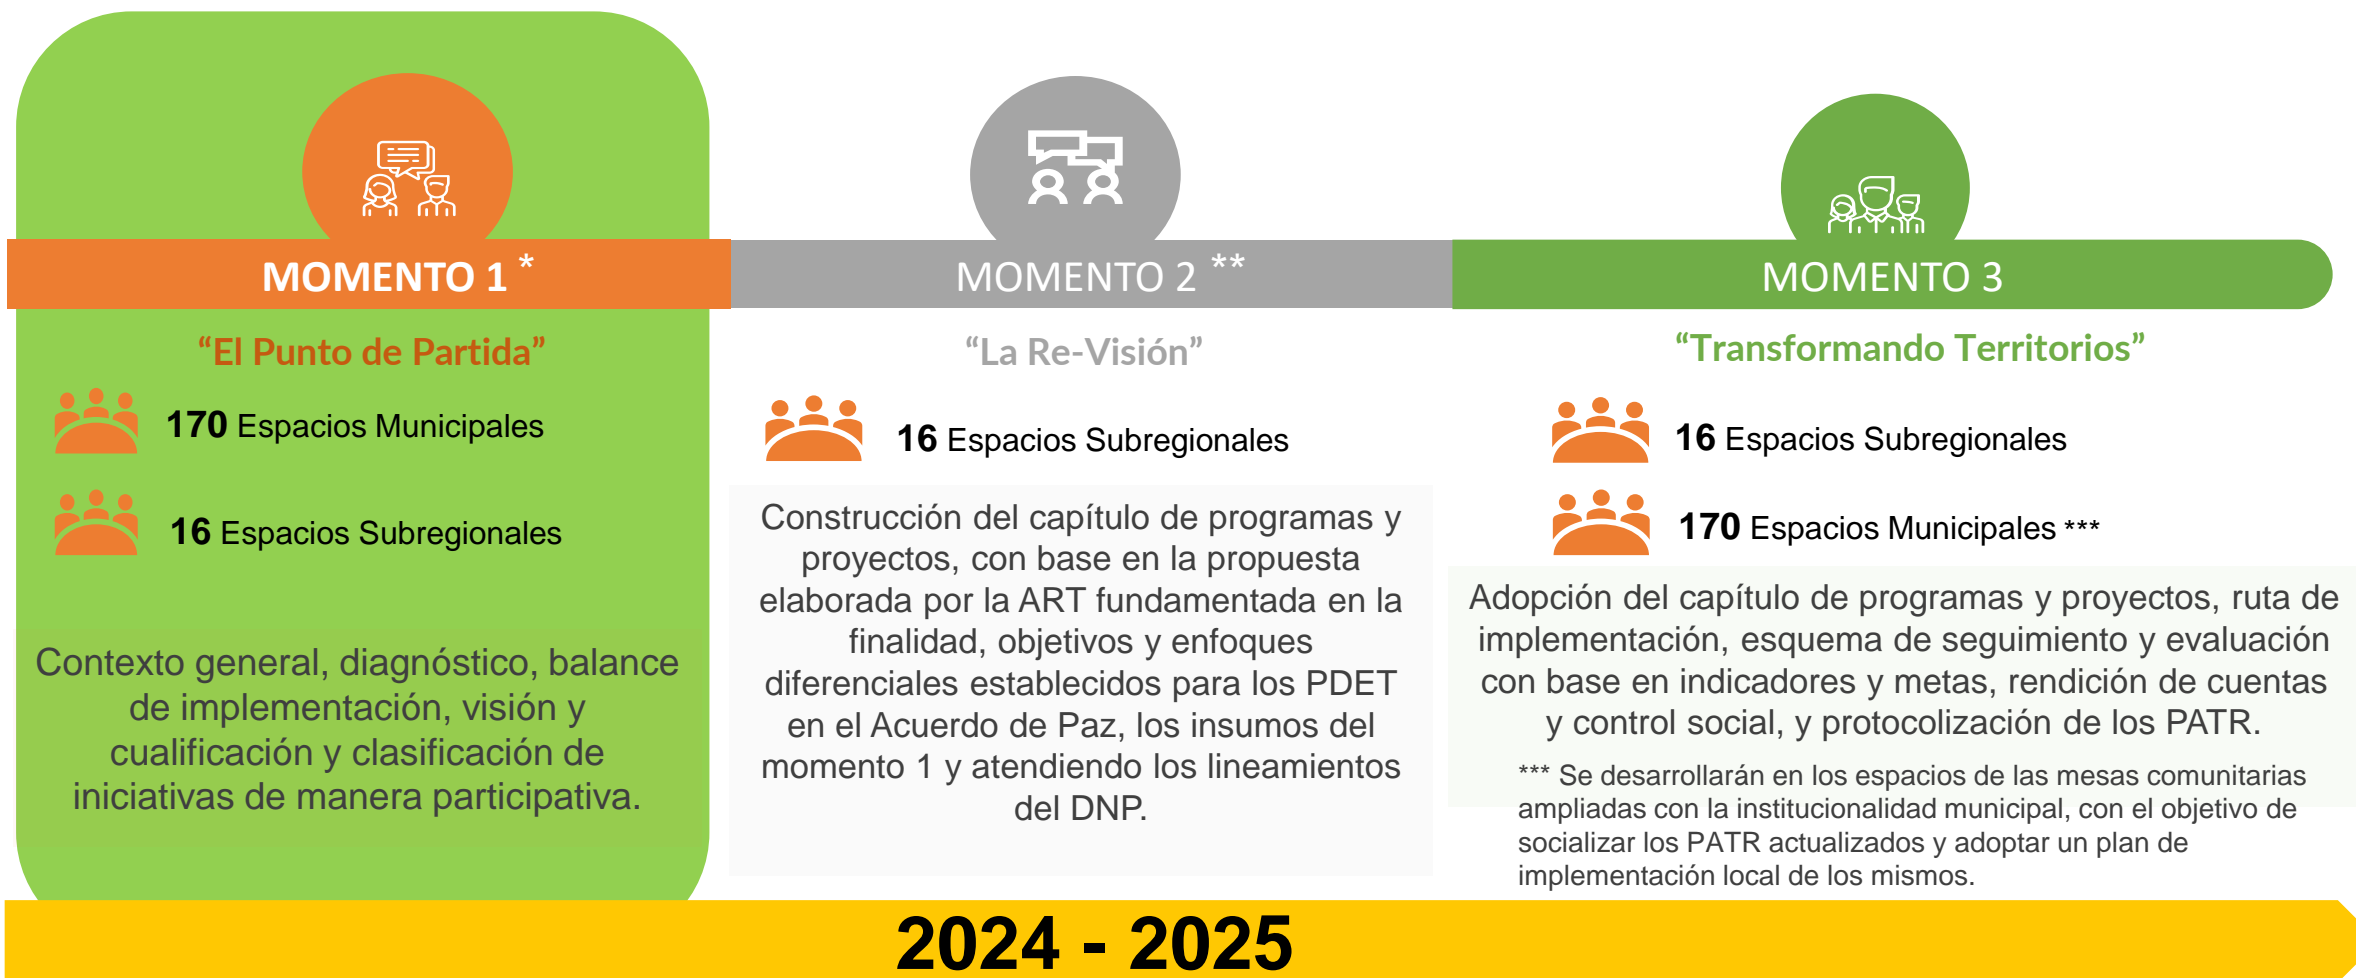 MOMENTO 1 *
“El Punto de Partida”
170 Espacios Municipales
16 Espacios Subregionales
Contexto general, diagnóstico, balance
de implementación, visión y
cualificación y clasificación de
iniciativas de manera participativa.
MOMENTO 2 **
“La Re-Visión”
16 Espacios Subregionales
Construcción del capítulo de programas y
proyectos, con base en la propuesta
elaborada por la ART fundamentada en la
finalidad, objetivos y enfoques
diferenciales establecidos para los PDET
en el Acuerdo de Paz, los insumos del
momento 1 y atendiendo los lineamientos
del DNP.
MOMENTO 3
“Transformando Territorios”
16 Espacios Subregionales
170 Espacios Municipales ***
Adopción del capítulo de programas y proyectos, ruta de
implementación, esquema de seguimiento y evaluación
con base en indicadores y metas, rendición de cuentas
y control social, y protocolización de los PATR.
*** Se desarrollarán en los espacios de las mesas comunitarias
ampliadas con la institucionalidad municipal, con el objetivo de
socializar los PATR actualizados y adoptar un plan de
implementación local de los mismos.
2024 - 2025